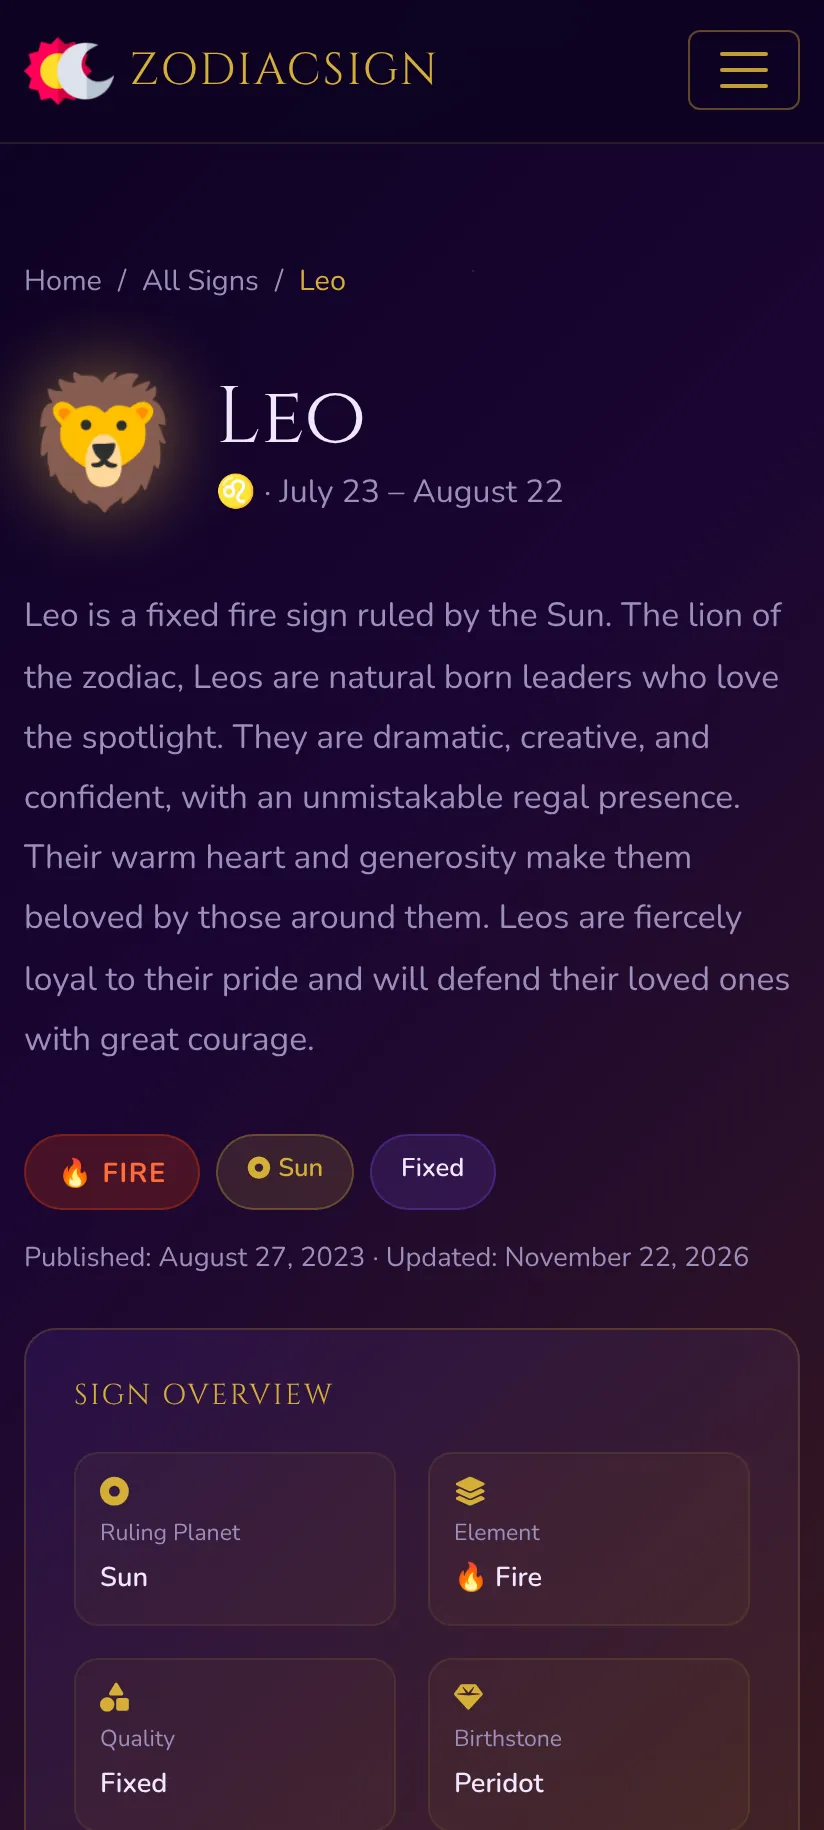 ZODIACSIGN
Home / All Signs / Leo
Leo
♌ · July 23 – August 22
Leo is a fixed fire sign ruled by the Sun. The lion of
the zodiac, Leos are natural born leaders who love
the spotlight. They are dramatic, creative, and
confident, with an unmistakable regal presence.
Their warm heart and generosity make them
beloved by those around them. Leos are fiercely
loyal to their pride and will defend their loved ones
with great courage.
🔥 FIRE Sun Fixed
Published: August 27, 2023 · Updated: November 22, 2026
SIGN OVERVIEW
Ruling Planet
Sun
Element
🔥 Fire
Quality
Fixed
Birthstone
Peridot